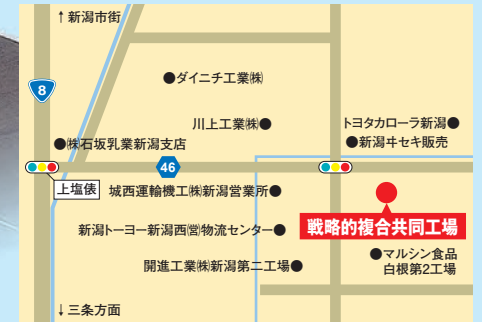 ↑新潟市街
●ダイニチ工業㈱
8
川上工業㈱●
トヨタカローラ新潟●
●新潟ヰセキ販売
●㈱石坂乳業新潟支店
46
上塩俵
城西運輸機工㈱新潟営業所●
戦略的複合共同工場
新潟トーヨー新潟西㈾物流センター●
●マルシン食品
白根第2工場
開進工業㈱新潟第二工場●
↓三条方面